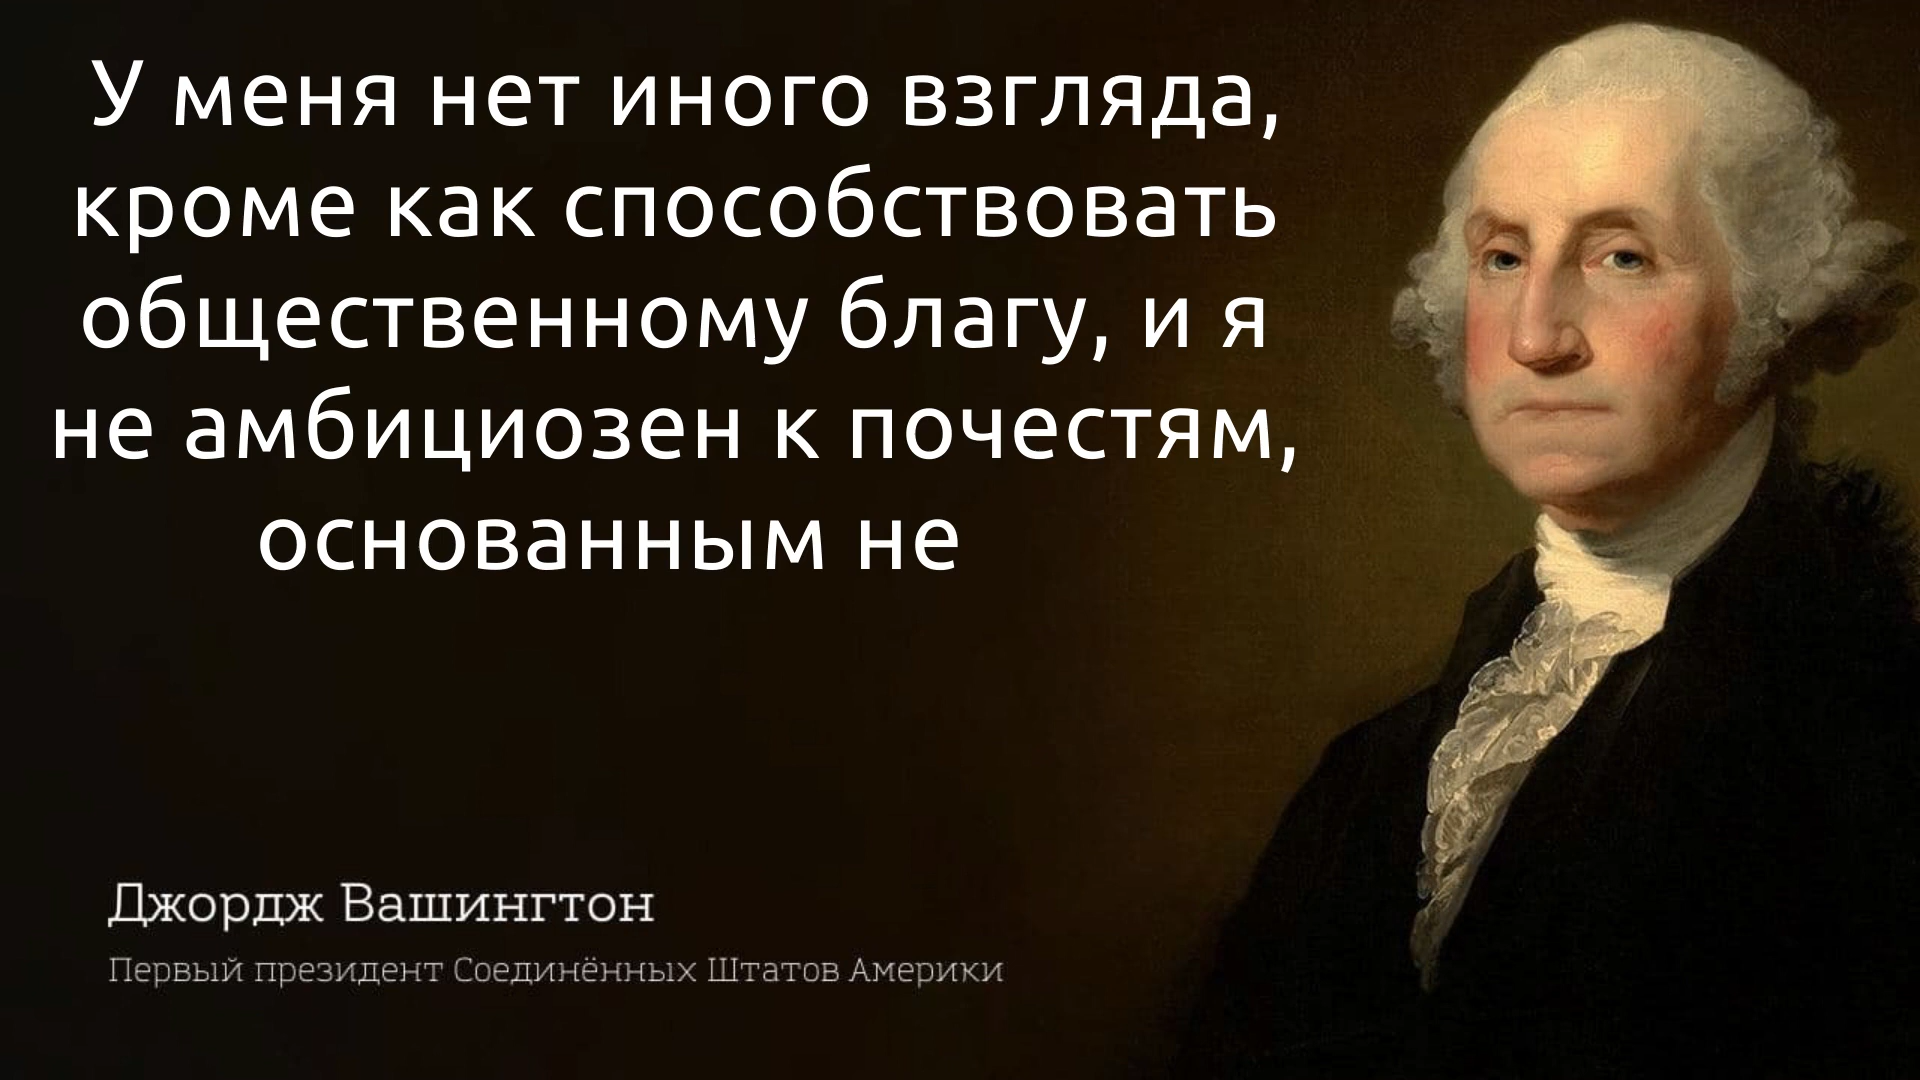 У меня нет иного взгляда,
кроме как способствовать
общественному благу, и я
не амбициозен к почестям,
основанным не
Джордж Вашингтон
Первый президент Соединённых Штатов Америки